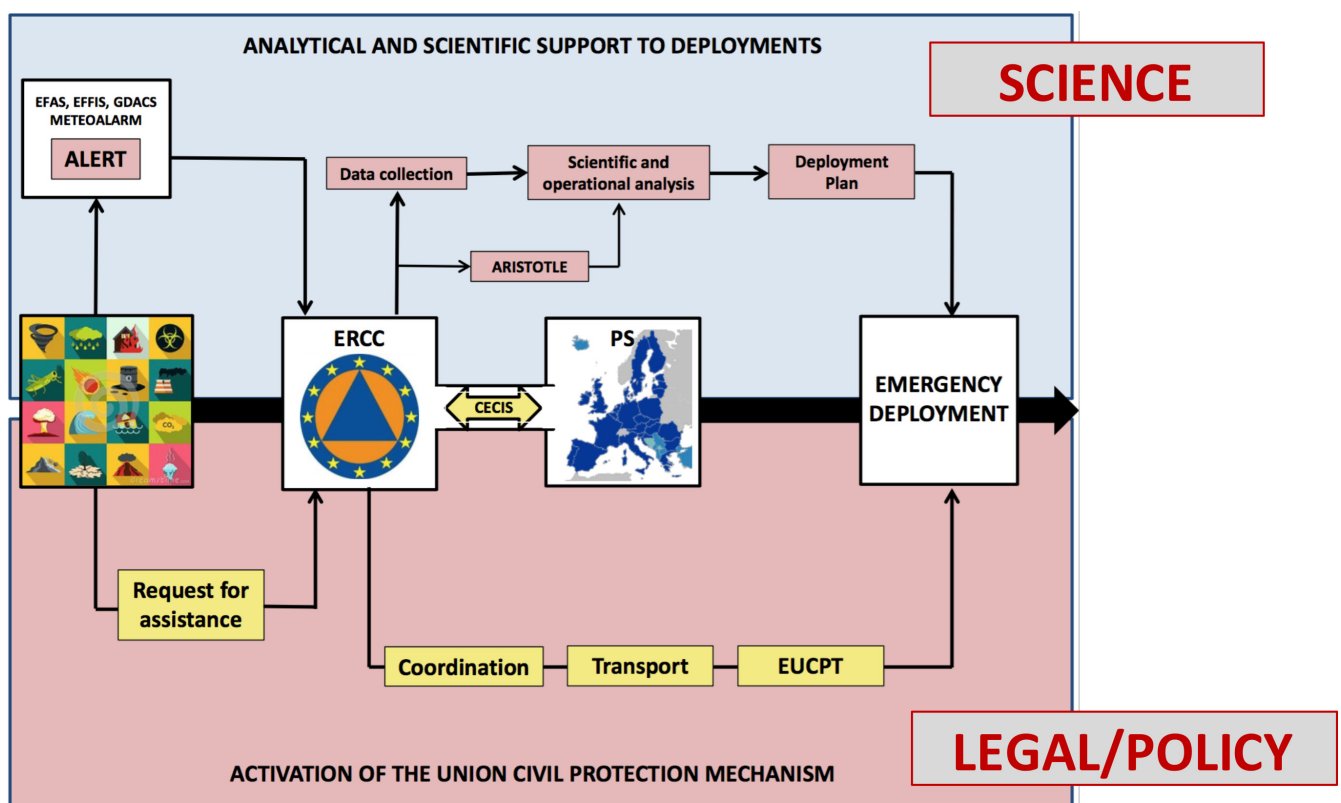 ANALYTICAL AND SCIENTIFIC SUPPORT TO DEPLOYMENTS
SCIENCE
EFAS, EFFIS, GDACS
METEOALARM
ALERT
Data collection
Scientific and
operational analysis
Deployment
Plan
ARISTOTLE
ERCC
CECIS
PS
EMERGENCY
DEPLOYMENT
CO₂
dreamstime
Request for
assistance
Coordination
Transport
EUCPT
LEGAL/POLICY
ACTIVATION OF THE UNION CIVIL PROTECTION MECHANISM